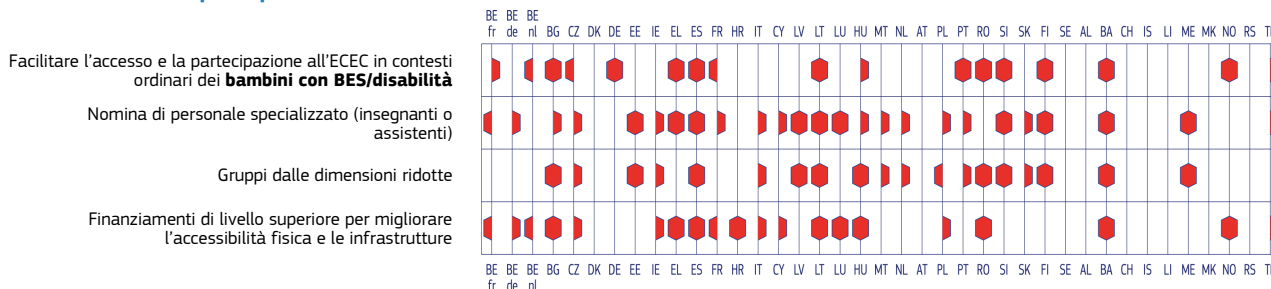 BE BE BE
fr de nl BG CZ DK DE EE IE EL ES FR HR IT CY LV LT LU HU MT NL AT PL PT RO SI SK FI SE AL BA CH IS LI ME MK NO RS
Facilitare l'accesso e la partecipazione all'ECEC in contesti
ordinari dei bambini con BES/disabilità
Nomina di personale specializzato (insegnanti o
assistenti)
Gruppi dalle dimensioni ridotte
Finanziamenti di livello superiore per migliorare
l'accessibilità fisica e le infrastrutture
BE BE BE BG CZ DK DE EE IE EL ES FR HR IT CY LV LT LU HU MT NL AT PL PT RO SI SK FI SE AL BA CH IS LI ME MK NO RS
fr de nl